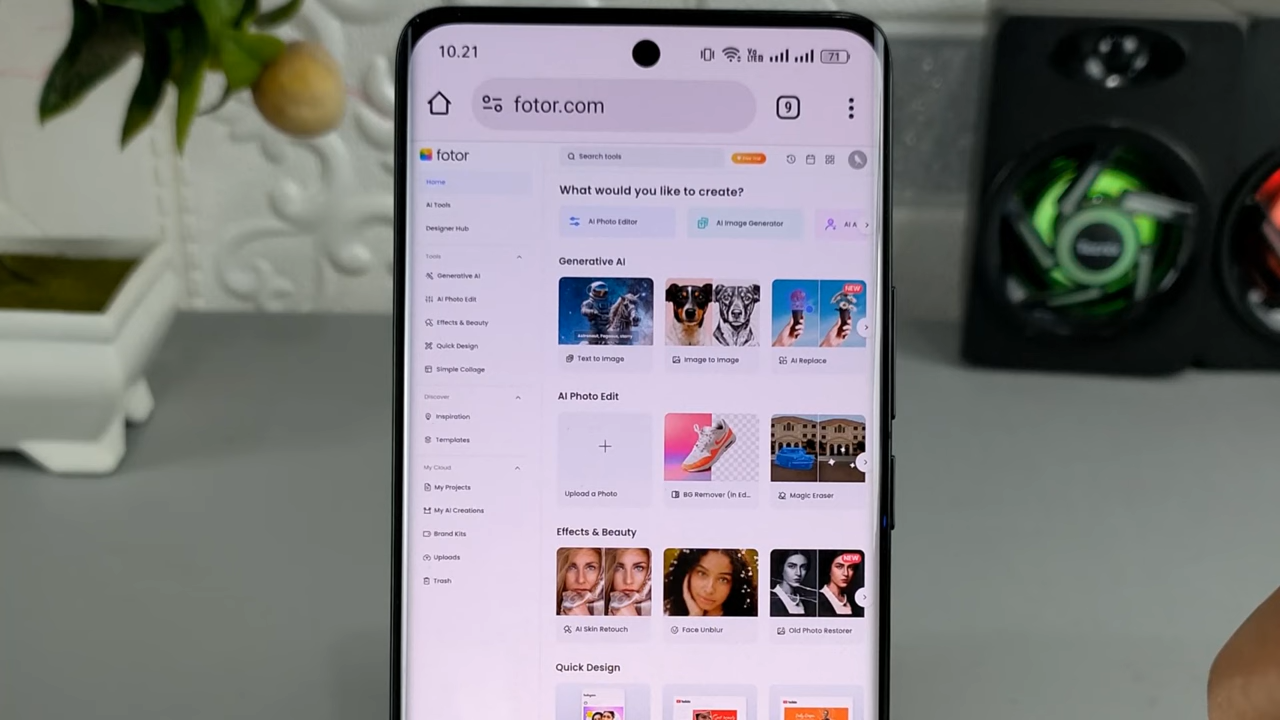 10.21
71
fotor.com
9
fotor
Search tools
Home
AI Tools
Designer Hub
Tools
Generative AI
AI Photo Edit
Effects & Beauty
Quick Design
Simple Collage
Discover
Inspiration
Templates
My Cloud
My Projects
My AI Creations
Brand Kits
Uploads
Trash
What would you like to create?
AI Photo Editor
AI Image Generator
AI A
Generative AI
NEW
Text to Image
Image to Image
AI Replace
AI Photo Edit
Upload a Photo
BG Remover (in Ed...
Magic Eraser
Effects & Beauty
NEW
AI Skin Retouch
Face Unblur
Old Photo Restorer
Quick Design